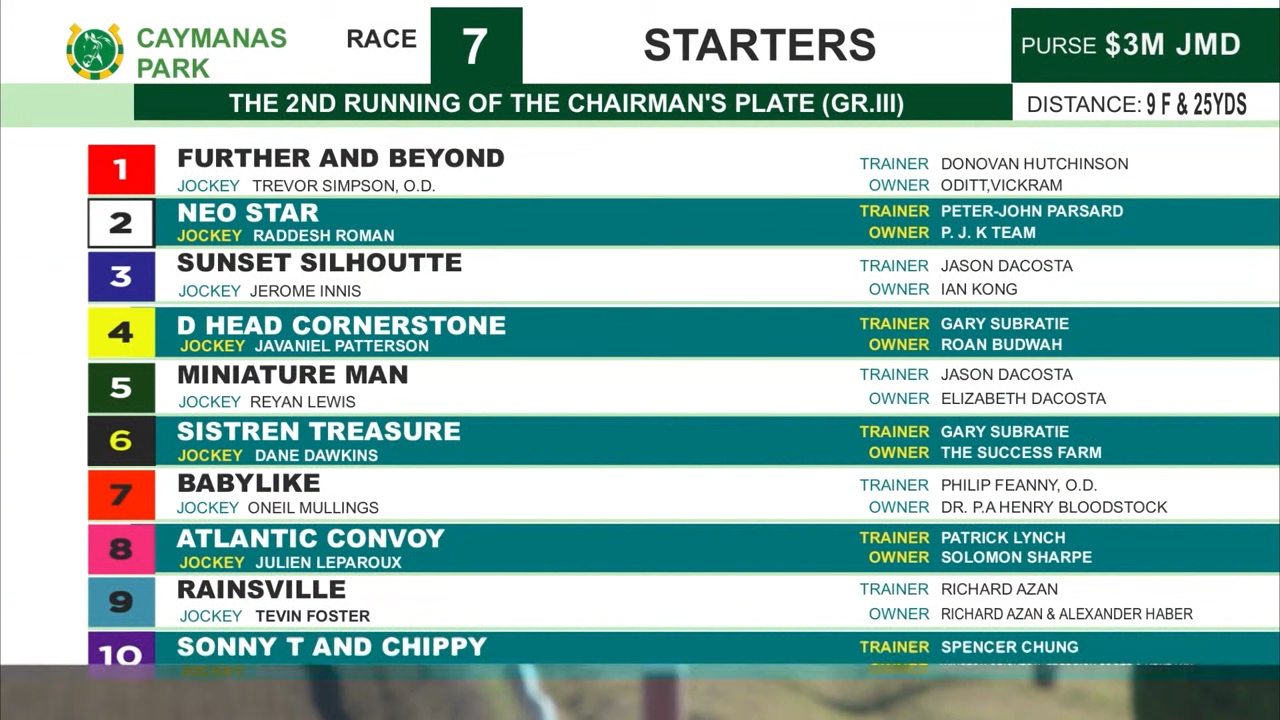 CAYMANAS PARK
RACE 7
STARTERS
PURSE $3M JMD
THE 2ND RUNNING OF THE CHAIRMAN'S PLATE (GR.III)
DISTANCE: 9 F & 25YDS
1 FURTHER AND BEYOND TRAINER DONOVAN HUTCHINSON
JOCKEY TREVOR SIMPSON, O.D. OWNER ODITT,VICKRAM
2 NEO STAR TRAINER PETER-JOHN PARSARD
JOCKEY RADDESH ROMAN OWNER P. J. K TEAM
3 SUNSET SILHOUTTE TRAINER JASON DACOSTA
JOCKEY JEROME INNIS OWNER IAN KONG
4 D HEAD CORNERSTONE TRAINER GARY SUBRATIE
JOCKEY JAVANIEL PATTERSON OWNER ROAN BUDWAH
5 MINIATURE MAN TRAINER JASON DACOSTA
JOCKEY REYAN LEWIS OWNER ELIZABETH DACOSTA
6 SISTREN TREASURE TRAINER GARY SUBRATIE
JOCKEY DANE DAWKINS OWNER THE SUCCESS FARM
7 BABYLIKE TRAINER PHILIP FEANNY, O.D.
JOCKEY ONEIL MULLINGS OWNER DR. P.A HENRY BLOODSTOCK
8 ATLANTIC CONVOY TRAINER PATRICK LYNCH
JOCKEY JULIEN LEPAROUX OWNER SOLOMON SHARPE
9 RAINSVILLE TRAINER RICHARD AZAN
JOCKEY TEVIN FOSTER OWNER RICHARD AZAN & ALEXANDER HABER
10 SONNY T AND CHIPPY TRAINER SPENCER CHUNG